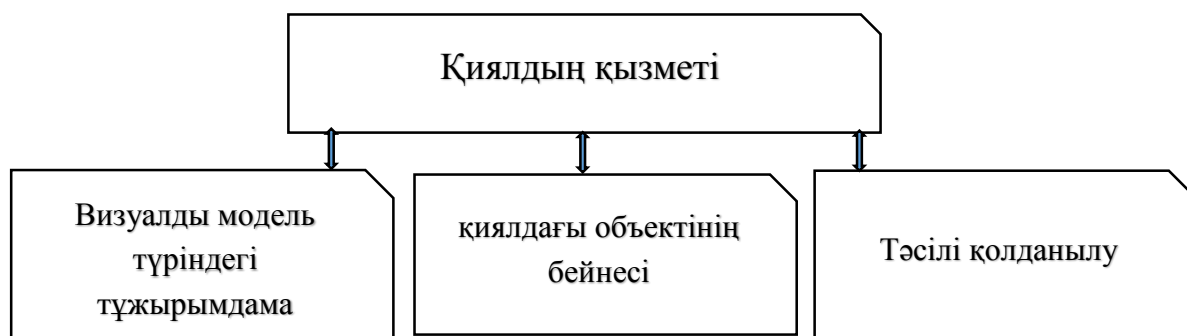 Қиялдың қызметі
Визуалды модель
түріндегі
тұжырымдама
қиялдағы объектінің
бейнесі
Тәсілі қолданылу